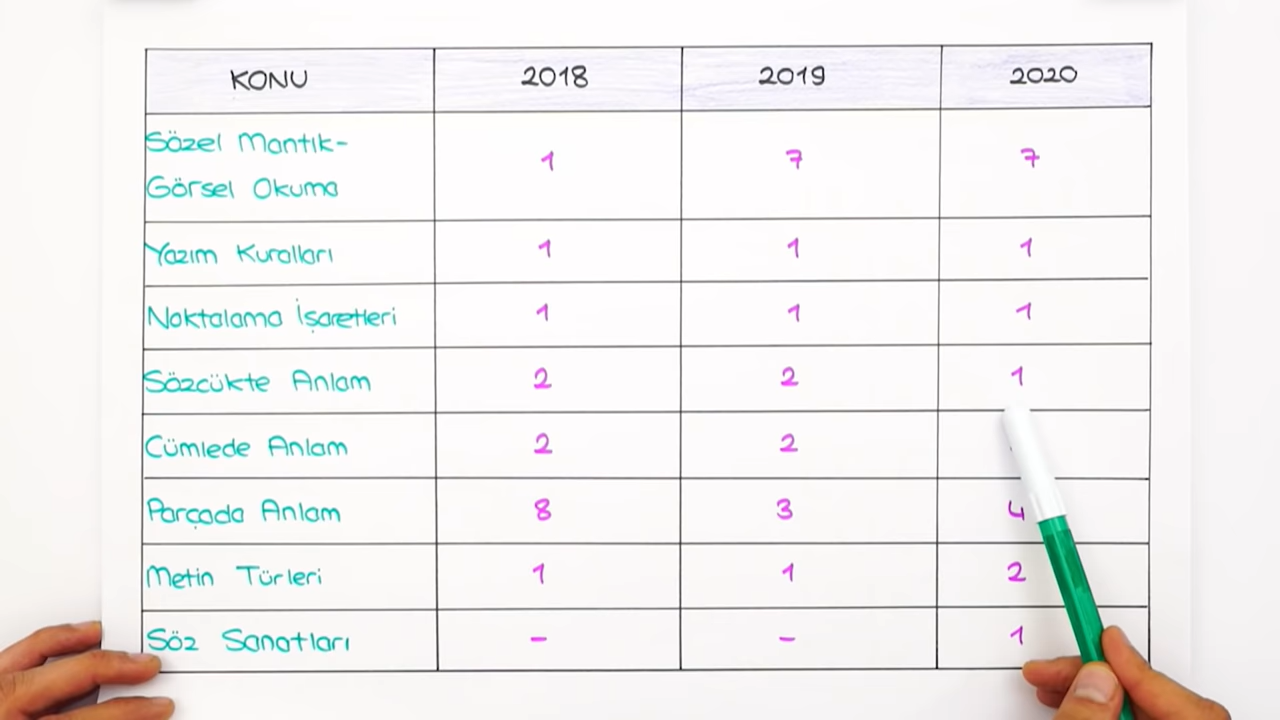 KONU 2018 2019 2020
Sözel Mantık-
Görsel Okuma 1 7 7
Yazım Kuralları 1 1 1
Noktalama İşaretleri 1 1 1
Sözcükte Anlam 2 2 1
Cümlede Anlam 2 2
Parçada Anlam 8 3 4
Metin Türleri 1 1 2
Söz Sanatları - - 1